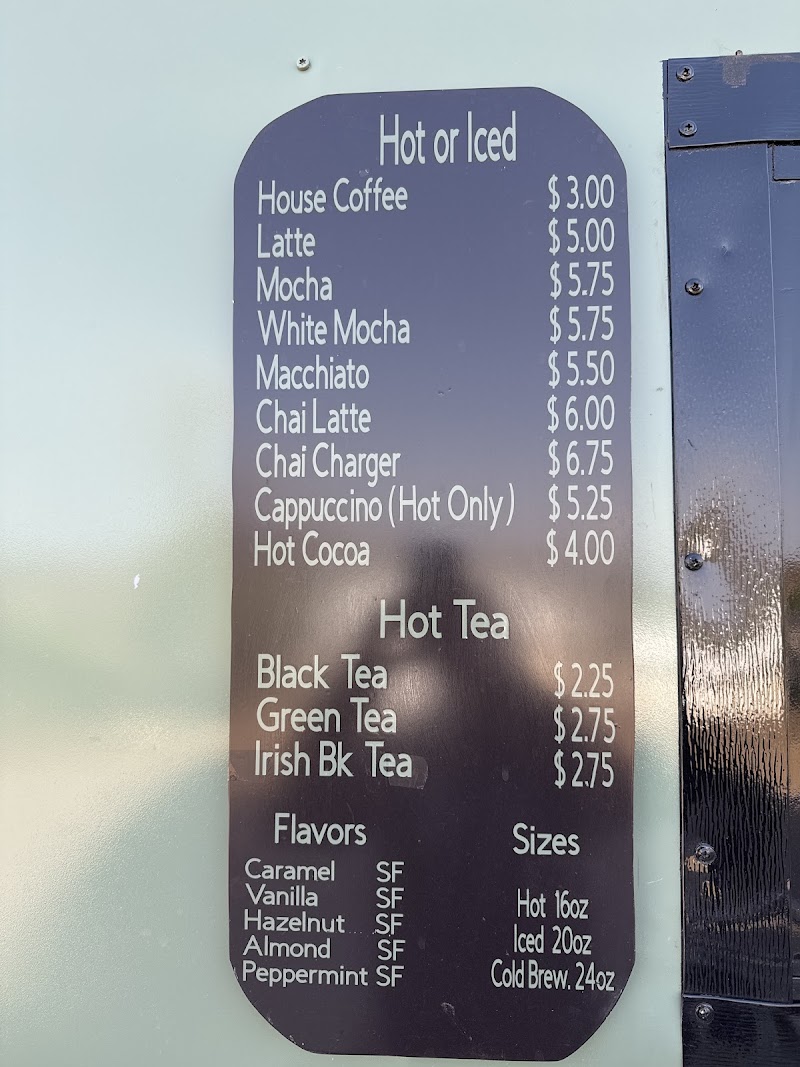 Hot or Iced
House Coffee $ 3.00
Latte $ 5.00
Mocha $ 5.75
White Mocha $ 5.75
Macchiato $ 5.50
Chai Latte $ 6.00
Chai Charger $ 6.75
Cappuccino (Hot Only) $ 5.25
Hot Cocoa $ 4.00
Hot Tea
Black Tea $ 2.25
Green Tea $ 2.75
Irish Bk Tea $ 2.75
Flavors
Caramel SF
Vanilla SF
Hazelnut SF
Almond SF
Peppermint SF
Sizes
Hot 16oz
Iced 20oz
Cold Brew. 24oz